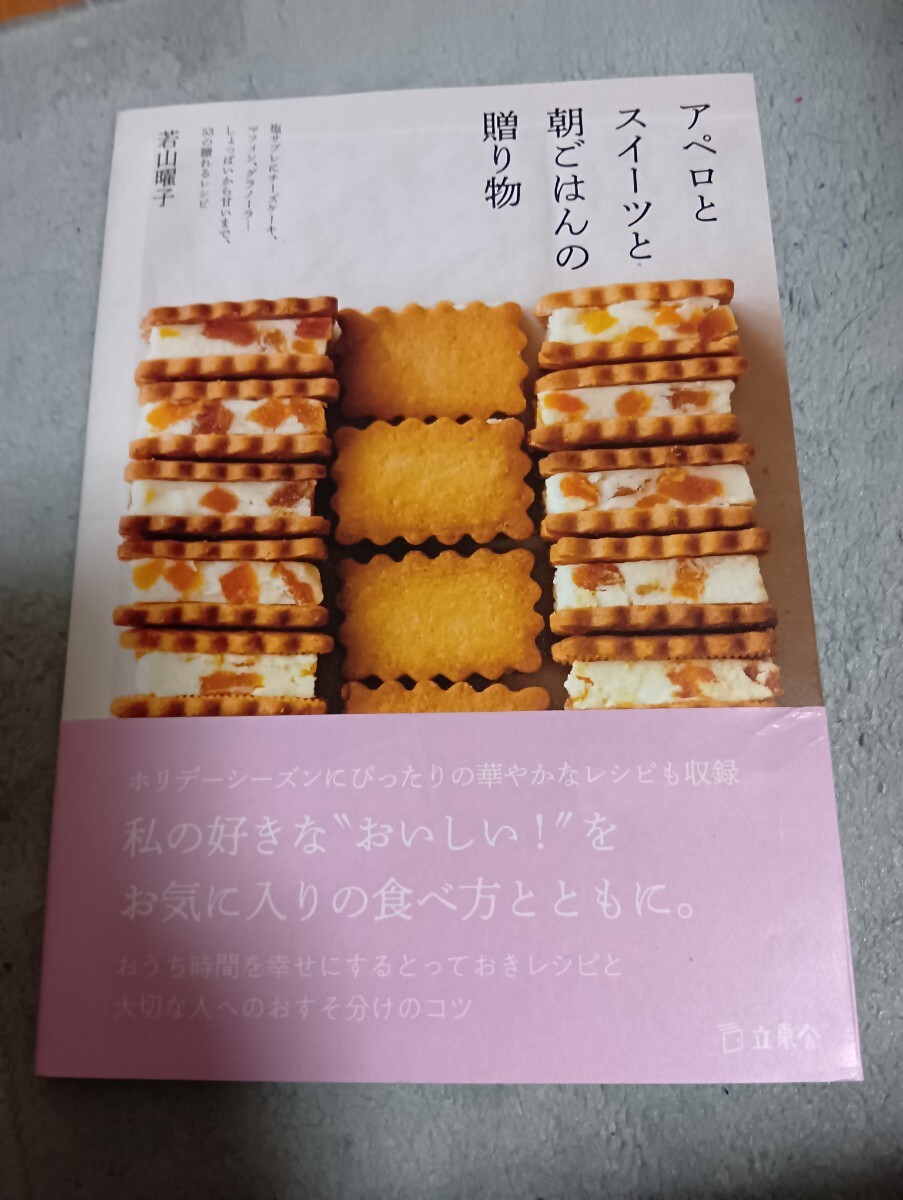 アペロと
スイーツと
朝ごはんの
贈り物
塩サブレにチーズケーキ、
マフィン、グラノーラ…
しょっぱいから甘いまで、
53の贈れるレシピ
若山曜子
ホリデーシーズンにぴったりの華やかなレシピも収録
私の好きな〝おいしい！〟を
お気に入りの食べ方とともに。
おうち時間を幸せにするとっておきレシピと
大切な人へのおすそ分けのコツ
立東舎